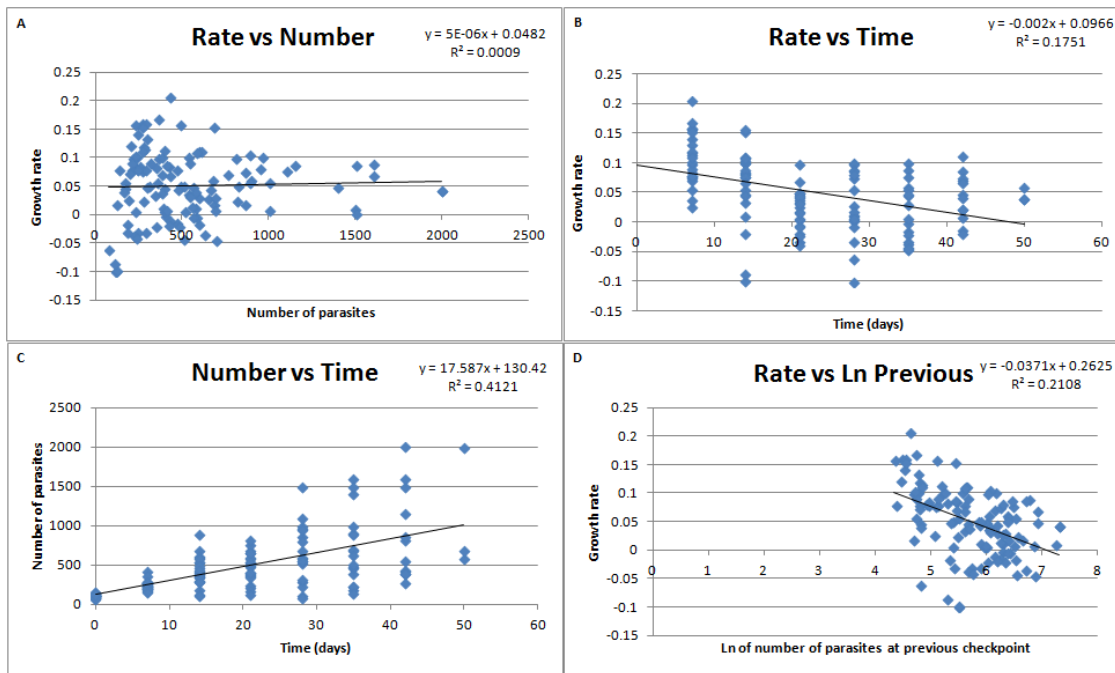 A
Rate vs Number
y = 5E-06x + 0.0482
R² = 0.0009
0.25
0.2
0.15
0.1
0.05
0
-0.05
-0.1
-0.15
500
1000
1500
2000
2500
Growth rate
Number of parasites
B
Rate vs Time
y = -0.002x + 0.0966
R² = 0.1751
0.25
0.2
0.15
0.1
0.05
0
-0.05
-0.1
-0.15
0
10
20
30
40
50
60
Growth rate
Time (days)
C
Number vs Time
y = 17.587x + 130.42
R² = 0.4121
2500
2000
1500
1000
500
0
0
10
20
30
40
50
60
Number of parasites
Time (days)
D
Rate vs Ln Previous
y = -0.0371x + 0.2625
R² = 0.2108
0.25
0.2
0.15
0.1
0.05
0
-0.05
-0.1
-0.15
0
1
2
3
4
5
6
7
8
Growth rate
Ln of number of parasites at previous checkpoint